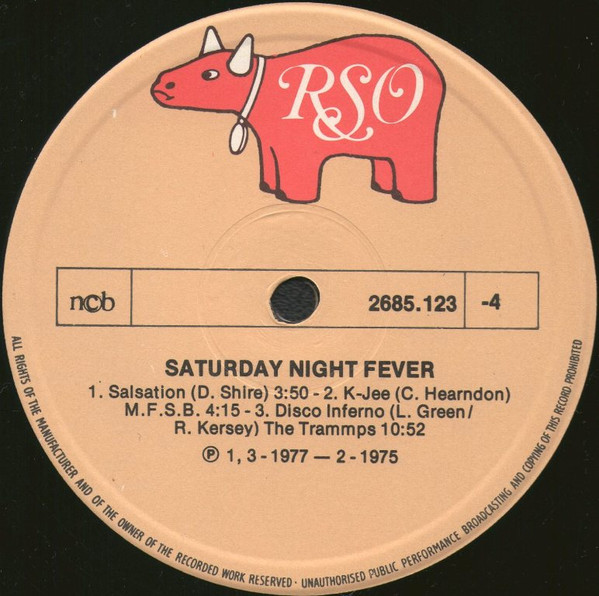 RSO
ncb
2685.123
-4
SATURDAY NIGHT FEVER
1. Salsation (D. Shire) 3:50 - 2. K-Jee (C. Hearndon)
M.F.S.B. 4:15 - 3. Disco Inferno (L. Green/
R. Kersey) The Trammps 10:52
Ⓟ 1, 3 - 1977 — 2 - 1975
ALL RIGHTS OF THE MANUFACTURER AND OF THE OWNER OF THE RECORDED WORK RESERVED · UNAUTHORISED PUBLIC PERFORMANCE BROADCASTING AND COPYING OF THIS RECORD PROHIBITED